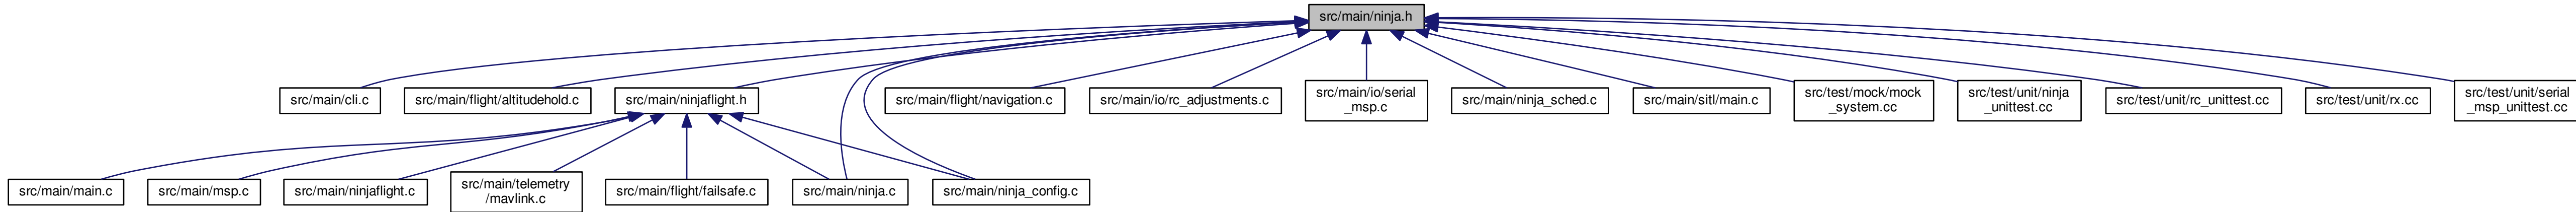 src/main/ninja.h
src/main/cli.c
src/main/flight/altitudehold.c
src/main/ninjaflight.h
src/main/flight/navigation.c
src/main/io/rc_adjustments.c
src/main/io/serial
_msp.c
src/main/ninja_sched.c
src/main/sitl/main.c
src/test/mock/mock
_system.cc
src/test/unit/ninja
_unittest.cc
src/test/unit/rc_unittest.cc
src/test/unit/rx.cc
src/test/unit/serial
_msp_unittest.cc
src/main/main.c
src/main/msp.c
src/main/ninjaflight.c
src/main/telemetry
/mavlink.c
src/main/flight/failsafe.c
src/main/ninja.c
src/main/ninja_config.c